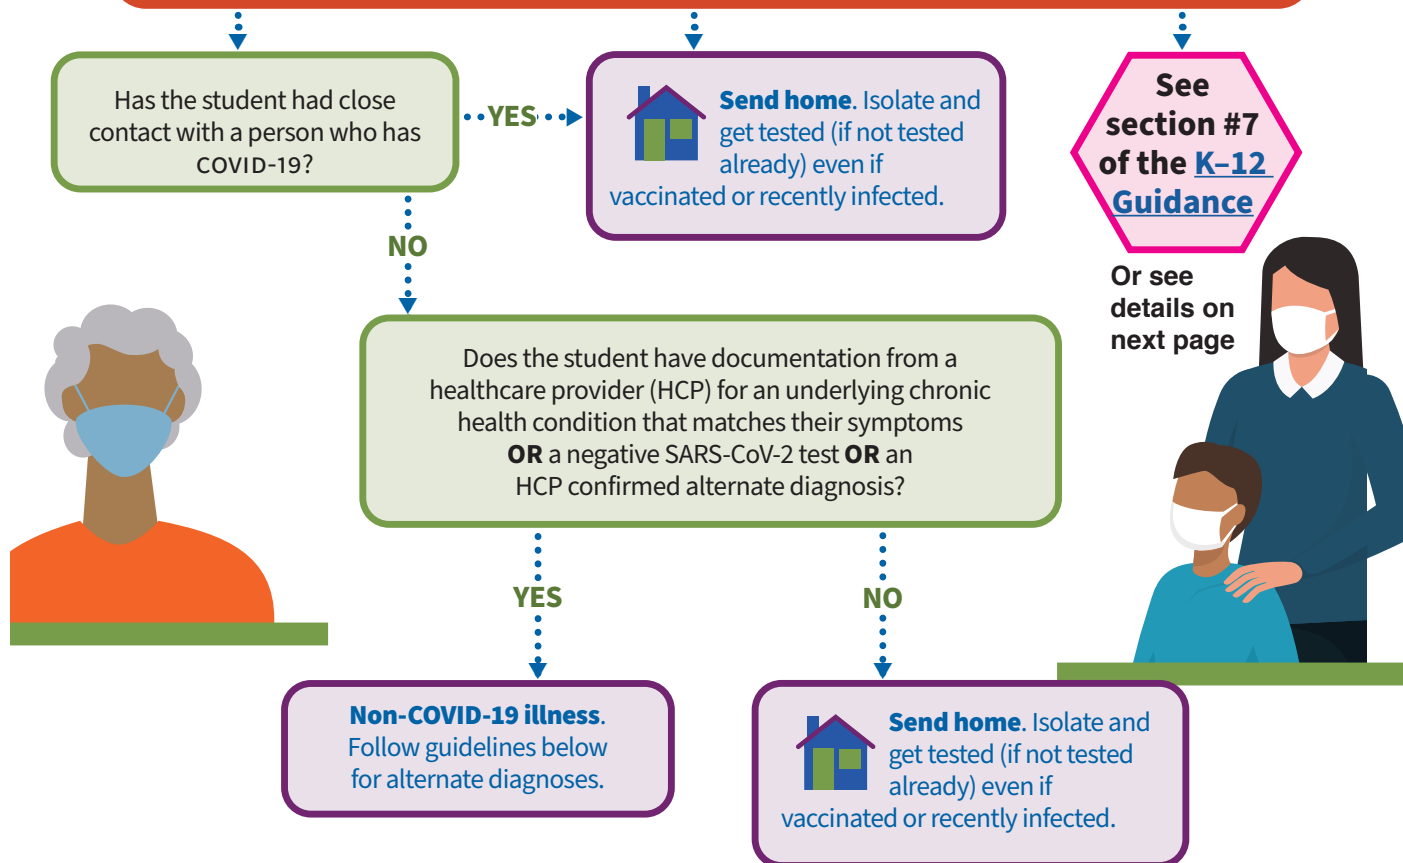 Has the student had close
contact with a person who has
COVID-19?
YES
Send home. Isolate and
get tested (if not tested
already) even if
vaccinated or recently infected.
See
section #7
of the K–12
Guidance
Or see
details on
next page
NO
Does the student have documentation from a
healthcare provider (HCP) for an underlying chronic
health condition that matches their symptoms
OR a negative SARS-CoV-2 test OR an
HCP confirmed alternate diagnosis?
YES
NO
Non-COVID-19 illness.
Follow guidelines below
for alternate diagnoses.
Send home. Isolate and
get tested (if not tested
already) even if
vaccinated or recently infected.